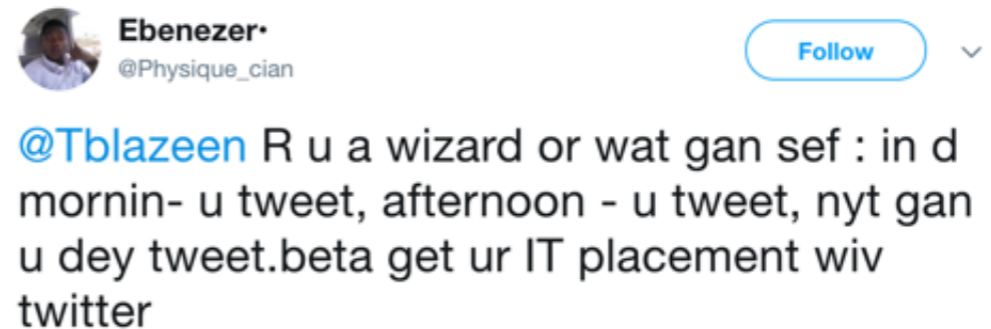 Ebenezer•
@Physique_cian
Follow
@Tblazeen R u a wizard or wat gan sef : in d
mornin- u tweet, afternoon - u tweet, nyt gan
u dey tweet.beta get ur IT placement wiv
twitter